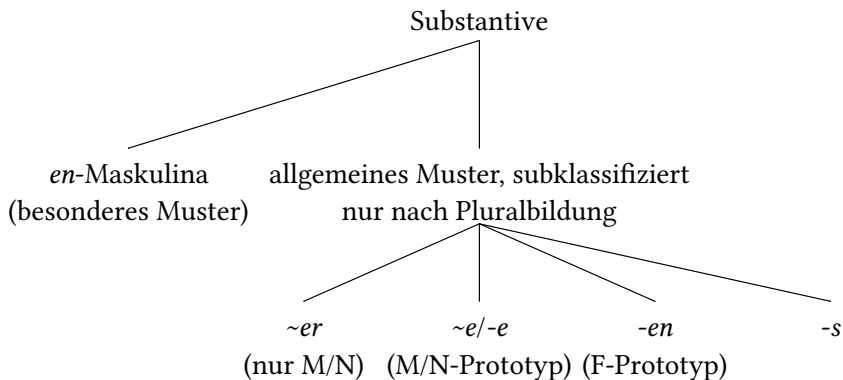 Substantive
en-Maskulina allgemeines Muster, subklassifiziert
(besonderes Muster) nur nach Pluralbildung
~er ~e/-e -en -s
(nur M/N) (M/N-Prototyp) (F-Prototyp)